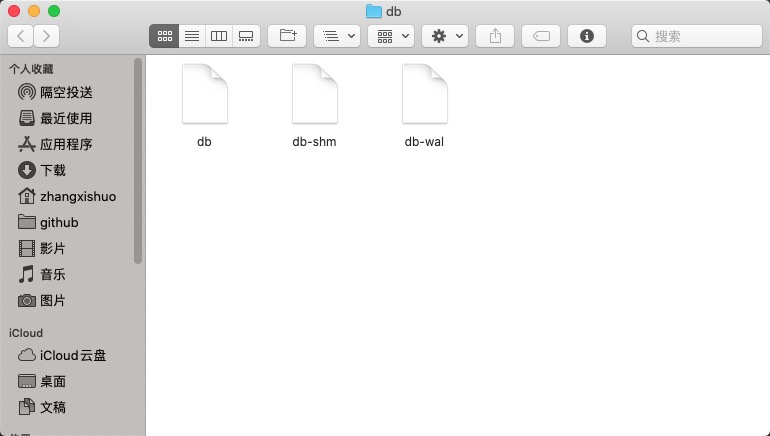 db
搜索
个人收藏
隔空投送
最近使用
应用程序
下载
zhangxishuo
github
影片
音乐
图片
iCloud
iCloud云盘
桌面
文稿
db
db-shm
db-wal